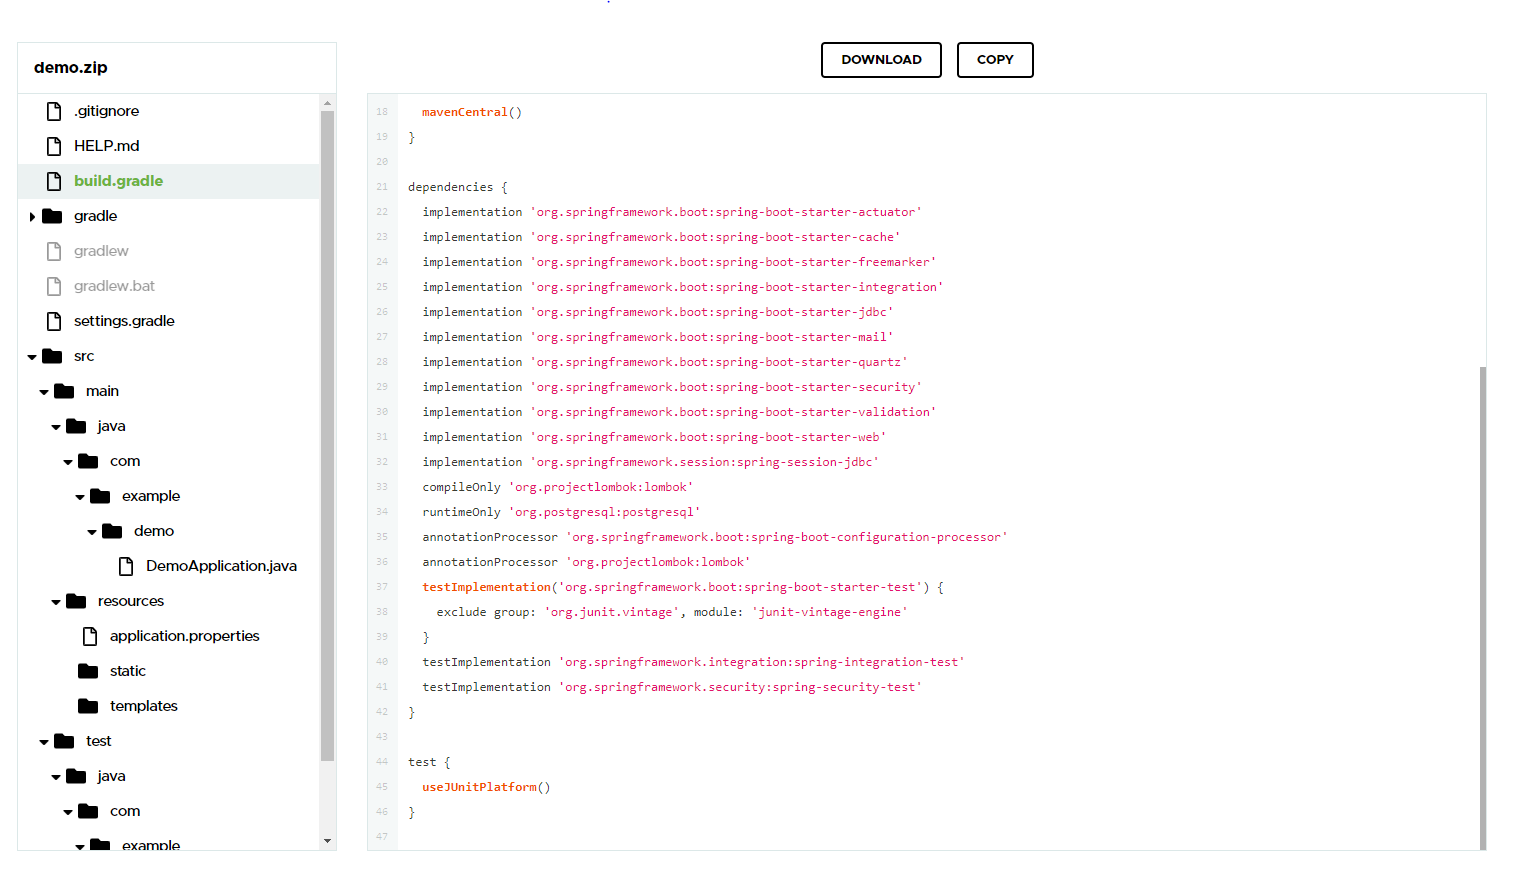 demo.zip
DOWNLOAD
COPY
.gitignore
HELP.md
build.gradle
gradle
gradlew
gradlew.bat
settings.gradle
src
main
java
com
example
demo
DemoApplication.java
resources
application.properties
static
templates
test
java
com
example
18 mavenCentral()
19 }
20
21 dependencies {
22 implementation 'org.springframework.boot:spring-boot-starter-actuator'
23 implementation 'org.springframework.boot:spring-boot-starter-cache'
24 implementation 'org.springframework.boot:spring-boot-starter-freemarker'
25 implementation 'org.springframework.boot:spring-boot-starter-integration'
26 implementation 'org.springframework.boot:spring-boot-starter-jdbc'
27 implementation 'org.springframework.boot:spring-boot-starter-mail'
28 implementation 'org.springframework.boot:spring-boot-starter-quartz'
29 implementation 'org.springframework.boot:spring-boot-starter-security'
30 implementation 'org.springframework.boot:spring-boot-starter-validation'
31 implementation 'org.springframework.boot:spring-boot-starter-web'
32 implementation 'org.springframework.session:spring-session-jdbc'
33 compileOnly 'org.projectlombok:lombok'
34 runtimeOnly 'org.postgresql:postgresql'
35 annotationProcessor 'org.springframework.boot:spring-boot-configuration-processor'
36 annotationProcessor 'org.projectlombok:lombok'
37 testImplementation('org.springframework.boot:spring-boot-starter-test') {
38 exclude group: 'org.junit.vintage', module: 'junit-vintage-engine'
39 }
40 testImplementation 'org.springframework.integration:spring-integration-test'
41 testImplementation 'org.springframework.security:spring-security-test'
42 }
43
44 test {
45 useJUnitPlatform()
46 }
47